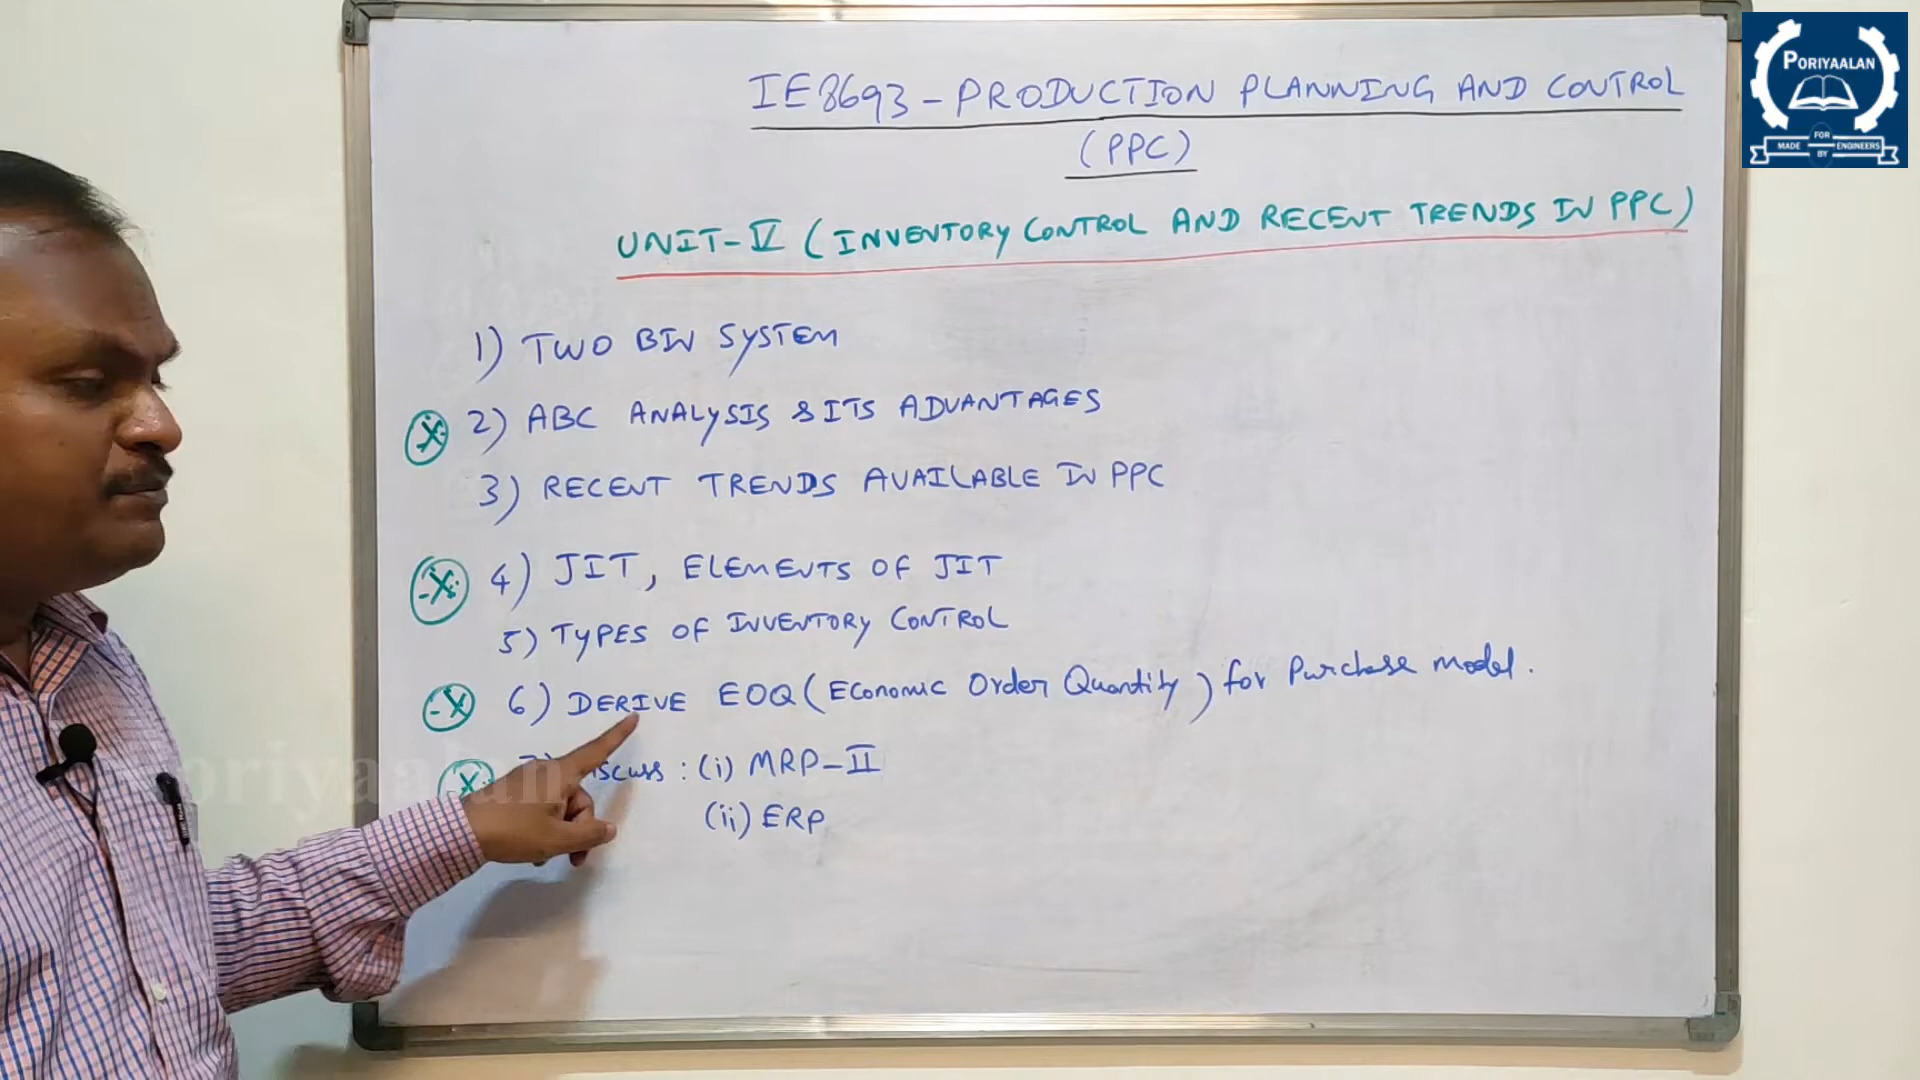 IE8693 - PRODUCTION PLANNING AND CONTROL
(PPC)
PORIYAALAN
MADE FOR BY ENGINEERS
UNIT-V (INVENTORY CONTROL AND RECENT TRENDS IN PPC)
1) TWO BIN SYSTEM
2) ABC ANALYSIS & ITS ADVANTAGES
3) RECENT TRENDS AVAILABLE IN PPC
4) JIT, ELEMENTS OF JIT
5) TYPES OF INVENTORY CONTROL
6) DERIVE EOQ (Economic Order Quantity) for Purchase model.
: (i) MRP-II
(ii) ERP
poriyaalan